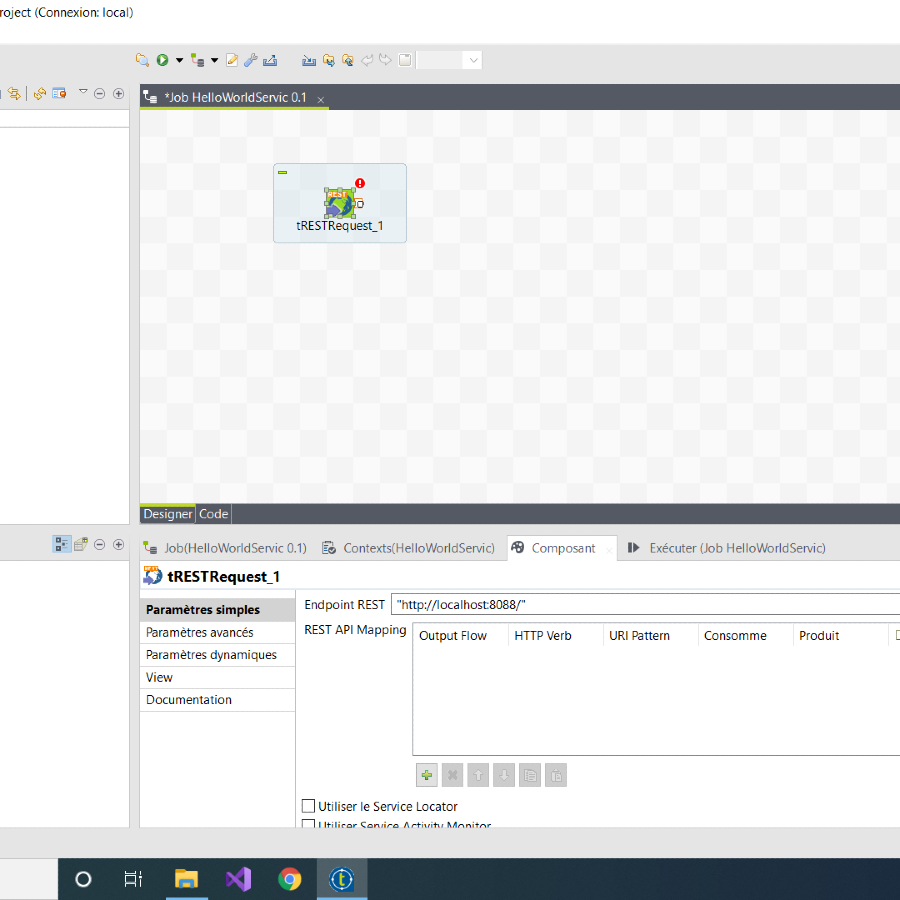 roject (Connexion: local)
*Job HelloWorldServic 0.1
REST
tRESTRequest_1
Designer
Code
Job(HelloWorldServic 0.1)
Contexts(HelloWorldServic)
Composant
Exécuter (Job HelloWorldServic)
tRESTRequest_1
Paramètres simples
Paramètres avancés
Paramètres dynamiques
View
Documentation
Endpoint REST
"http://localhost:8088/"
REST API Mapping
Output Flow
HTTP Verb
URI Pattern
Consomme
Produit
Utiliser le Service Locator
Utiliser Service Activity Monitor